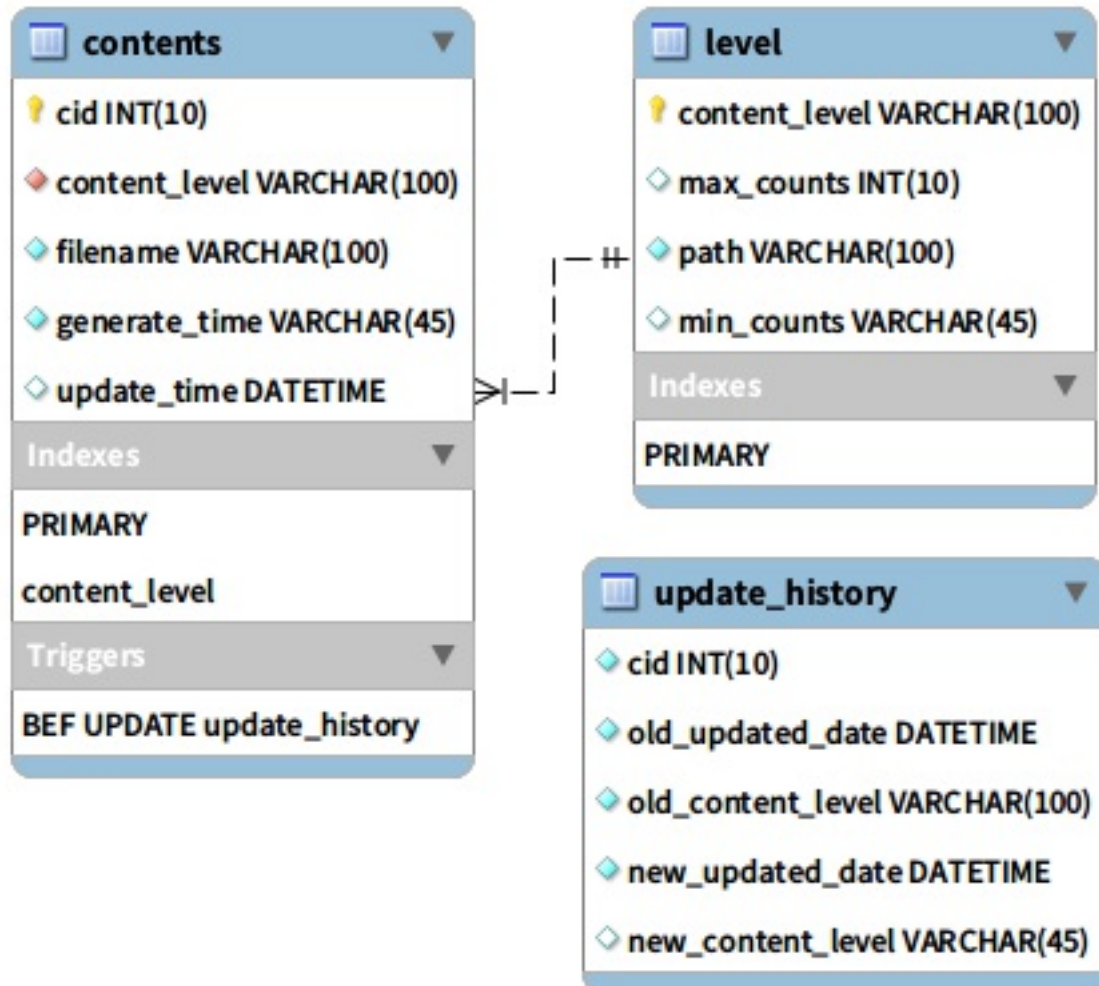 contents
cid INT(10)
content_level VARCHAR(100)
filename VARCHAR(100)
generate_time VARCHAR(45)
update_time DATETIME
Indexes
PRIMARY
content_level
Triggers
BEF UPDATE update_history
level
content_level VARCHAR(100)
max_counts INT(10)
path VARCHAR(100)
min_counts VARCHAR(45)
Indexes
PRIMARY
update_history
cid INT(10)
old_updated_date DATETIME
old_content_level VARCHAR(100)
new_updated_date DATETIME
new_content_level VARCHAR(45)